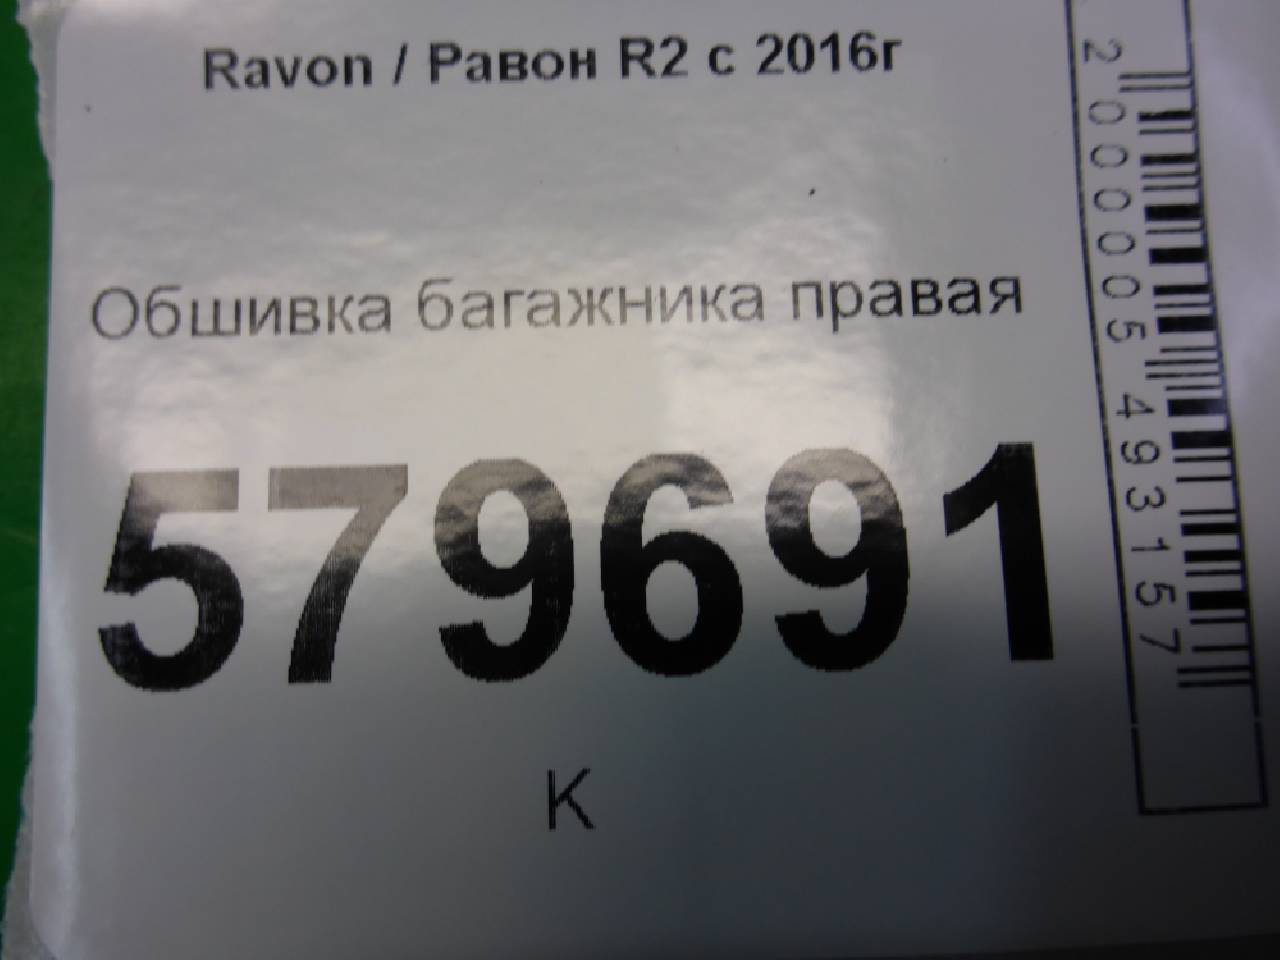 Ravon / Равон R2 с 2016г
Обшивка багажника правая
579691
К
2000005493157